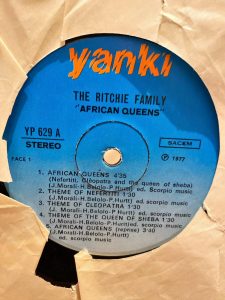 yanki
THE RITCHIE FAMILY
"AFRICAN QUEENS"
YP 629 A
STEREO
SACEM
FACE 1
℗ 1977
1. AFRICAN QUEENS 4'35
(Nefertiti, Cléopatra and the queen of sheba)
(J.Morali-H.Belolo-P.Hurtt) ed. Scorpio music
2. THEME OF NEFERTITI 1'30
(J.Morali-H.Belolo-P.Hurtt) ed. scorpio music
3. THEME OF CLEOPATRA 1'30
(J.Morali-H.Belolo-P.Hurtt) ed. scorpio music
4. THEME OF THE QUEEN OF SHEBA 1'30
(J.Morali-H.Belolo-P.Hurtt)ed. scorpio music
5. AFRICAN QUEENS (reprise) 3'00
(J.Morali-H.Belolo-P.Hurtt)
ed. scorpio music